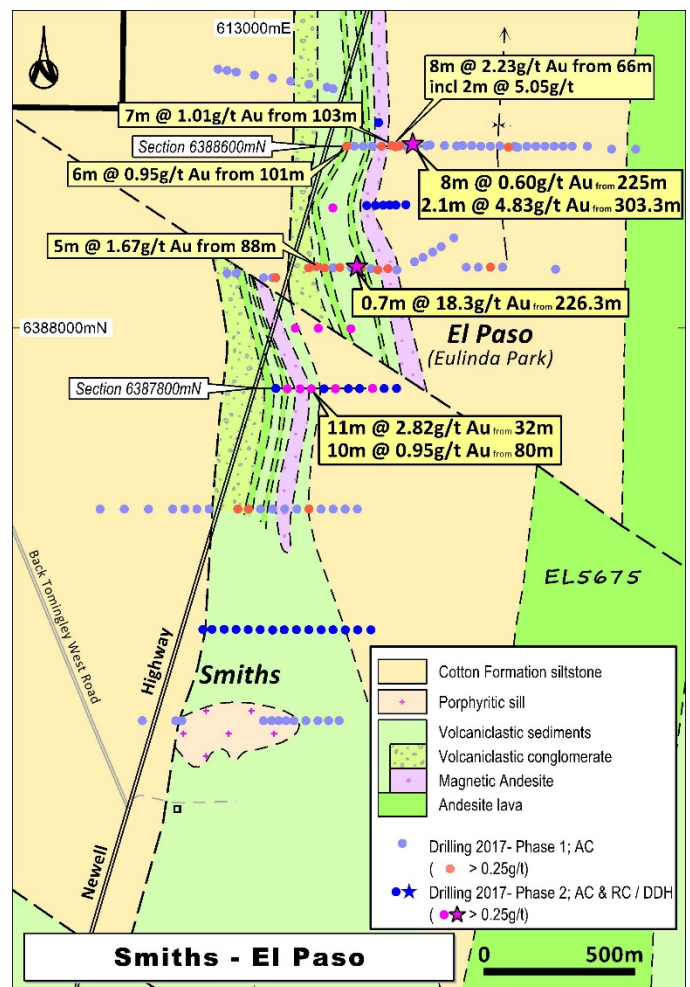 613000mE
N
8m @ 2.23g/t Au from 66m
incl 2m @ 5.05g/t
7m @ 1.01g/t Au from 103m
Section 6388600mN
6m @ 0.95g/t Au from 101m
8m @ 0.60g/t Au from 225m
2.1m @ 4.83g/t Au from 303.3m
5m @ 1.67g/t Au from 88m
0.7m @ 18.3g/t Au from 226.3m
6388000mN
El Paso
(Eulinda Park)
Section 6387800mN
11m @ 2.82g/t Au from 32m
10m @ 0.95g/t Au from 80m
EL5675
Back Tomingley West Road
Highway
Smiths
Newell
Cotton Formation siltstone
Porphyritic sill
Volcaniclastic sediments
Volcaniclastic conglomerate
Magnetic Andesite
Andesite lava
Drilling 2017- Phase 1; AC
( > 0.25g/t)
Drilling 2017- Phase 2; AC & RC / DDH
( > 0.25g/t)
Smiths - El Paso
0 500m